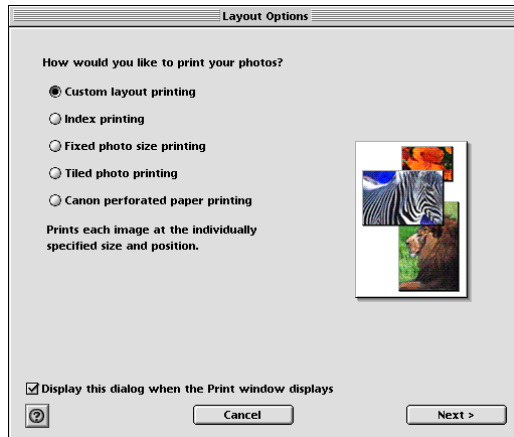 Layout Options
How would you like to print your photos?
Custom layout printing
Index printing
Fixed photo size printing
Tiled photo printing
Canon perforated paper printing
Prints each image at the individually
specified size and position.
Display this dialog when the Print window displays
?
Cancel
Next >